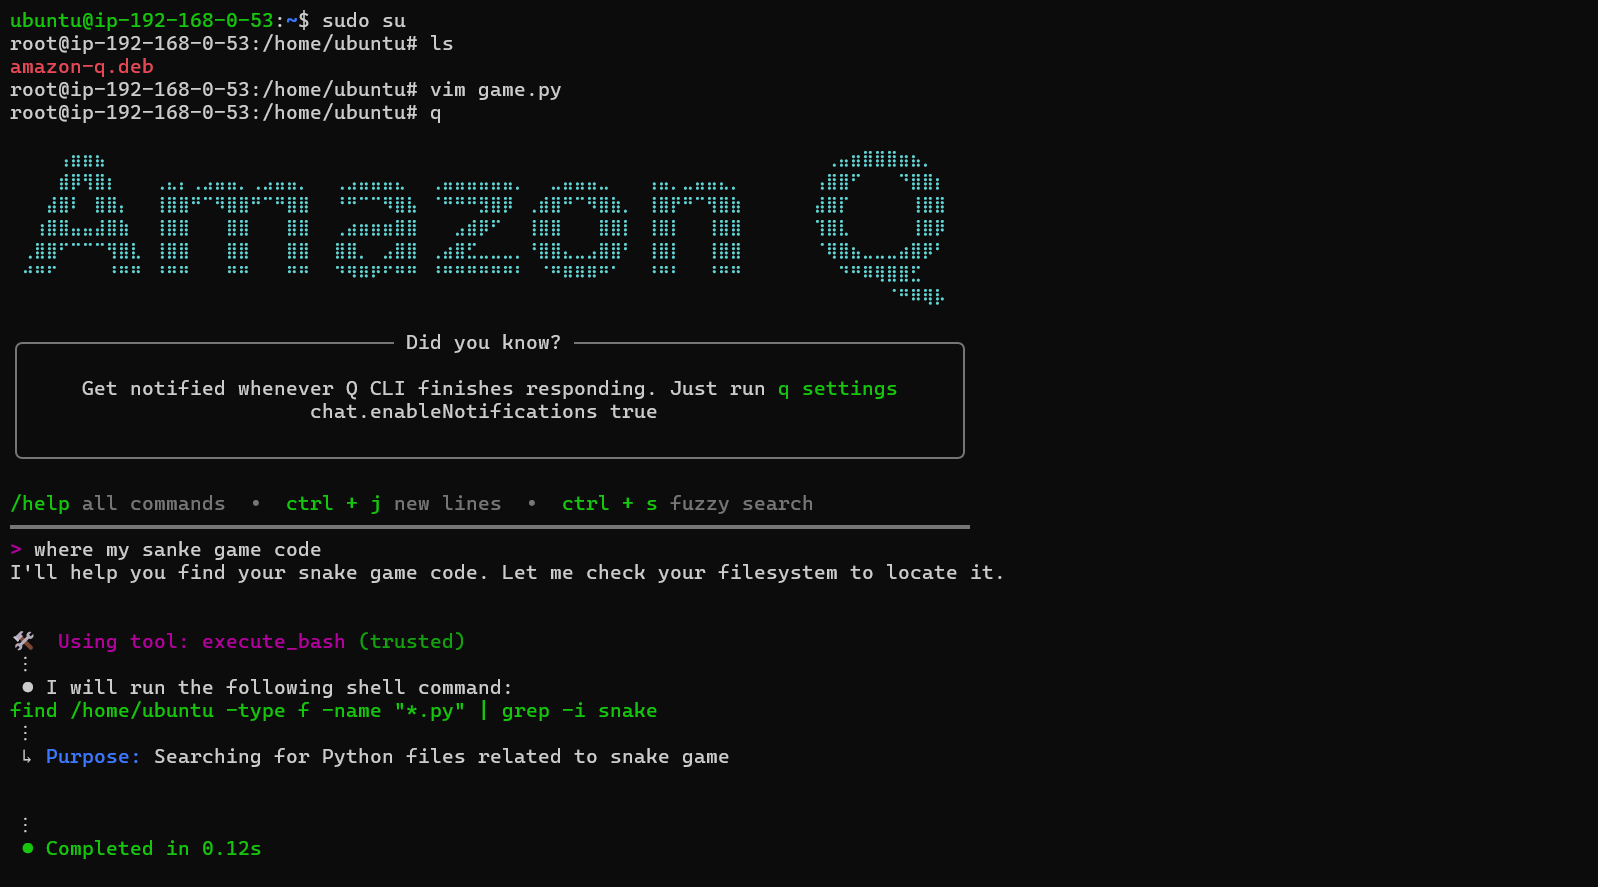 ubuntu@ip-192-168-0-53:~$ sudo su
root@ip-192-168-0-53:/home/ubuntu# ls
amazon-q.deb
root@ip-192-168-0-53:/home/ubuntu# vim game.py
root@ip-192-168-0-53:/home/ubuntu# q
Amazon Q
Did you know?
Get notified whenever Q CLI finishes responding. Just run q settings
chat.enableNotifications true
/help all commands • ctrl + j new lines • ctrl + s fuzzy search
> where my sanke game code
I'll help you find your snake game code. Let me check your filesystem to locate it.
🛠️ Using tool: execute_bash (trusted)
⋮
● I will run the following shell command:
find /home/ubuntu -type f -name "*.py" | grep -i snake
⋮
↳ Purpose: Searching for Python files related to snake game
⋮
● Completed in 0.12s